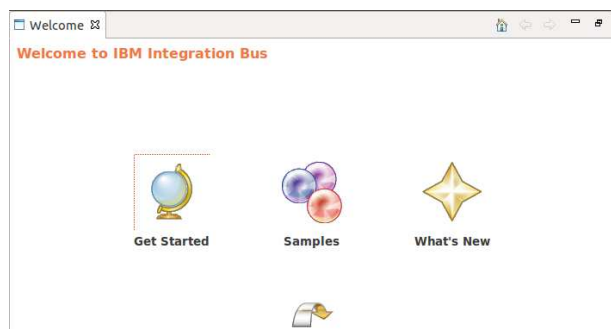 Welcome
Welcome to IBM Integration Bus
Get Started
Samples
What's New